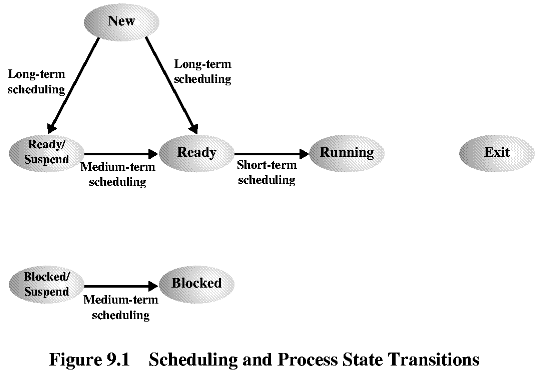 New
Long-term
scheduling
Long-term
scheduling
Ready/
Suspend
Medium-term
scheduling
Ready
Short-term
scheduling
Running
Exit
Blocked/
Suspend
Medium-term
scheduling
Blocked
Figure 9.1 Scheduling and Process State Transitions